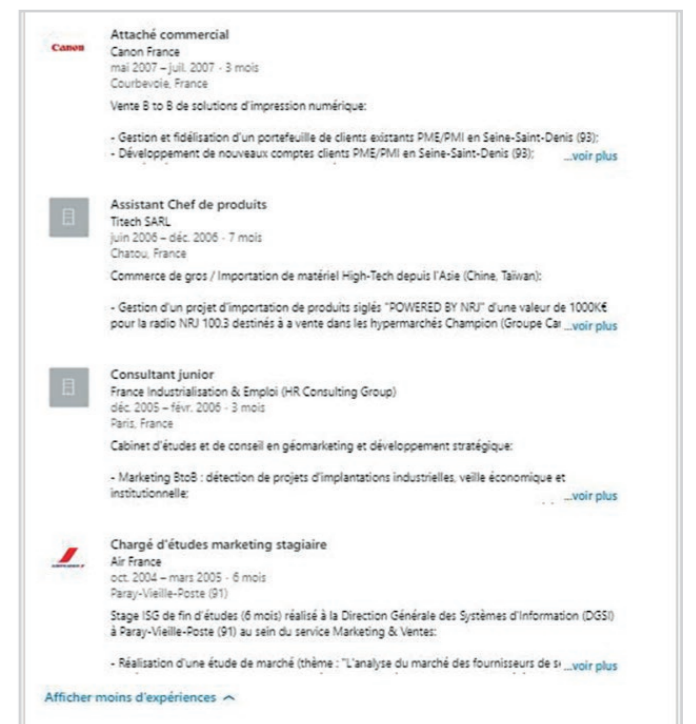 Canon
Attaché commercial
Canon France
mai 2007 – juil. 2007 · 3 mois
Courbevoie, France
Vente B to B de solutions d'impression numérique:
- Gestion et fidélisation d'un portefeuille de clients existants PME/PMI en Seine-Saint-Denis (93);
- Développement de nouveaux comptes clients PME/PMI en Seine-Saint-Denis (93); ...voir plus
Assistant Chef de produits
Titech SARL
juin 2006 – déc. 2006 · 7 mois
Chatou, France
Commerce de gros / Importation de matériel High-Tech depuis l'Asie (Chine, Taïwan):
- Gestion d'un projet d'importation de produits siglés "POWERED BY NRJ" d'une valeur de 1000K€
pour la radio NRJ 100.3 destinés à a vente dans les hypermarchés Champion (Groupe Car ...voir plus
Consultant junior
France Industrialisation & Emploi (HR Consulting Group)
déc. 2005 – févr. 2006 · 3 mois
Paris, France
Cabinet d'études et de conseil en géomarketing et développement stratégique:
- Marketing BtoB : détection de projets d'implantations industrielles, veille économique et
institutionnelle; ...voir plus
Chargé d'études marketing stagiaire
Air France
oct. 2004 – mars 2005 · 6 mois
Paray-Vieille-Poste (91)
Stage ISG de fin d'études (6 mois) réalisé à la Direction Générale des Systèmes d'Information (DGSI)
à Paray-Vieille-Poste (91) au sein du service Marketing & Ventes:
- Réalisation d'une étude de marché (thème : "L'analyse du marché des fournisseurs de se ...voir plus
Afficher moins d'expériences